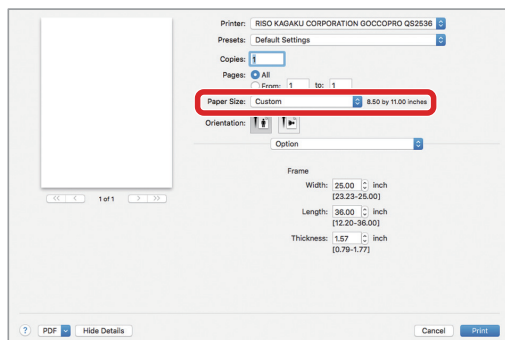 Printer: RISO KAGAKU CORPORATION GOCCOPRO QS2536
Presets: Default Settings
Copies: 1
Pages: All
From: 1 to: 1
Paper Size: Custom 8.50 by 11.00 inches
Orientation:
Option
Frame
Width: 25.00 inch
[23.23-25.00]
Length: 36.00 inch
[12.20-36.00]
Thickness: 1.57 inch
[0.79-1.77]
<< < 1 of 1 > >>
? PDF Hide Details Cancel Print